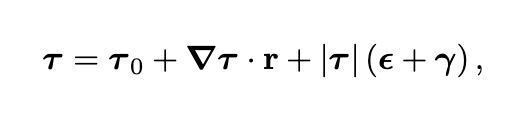 𝝉 = 𝝉₀ + 𝛁𝝉 · 𝐫 + |𝝉| (𝝐 + 𝜸) ,